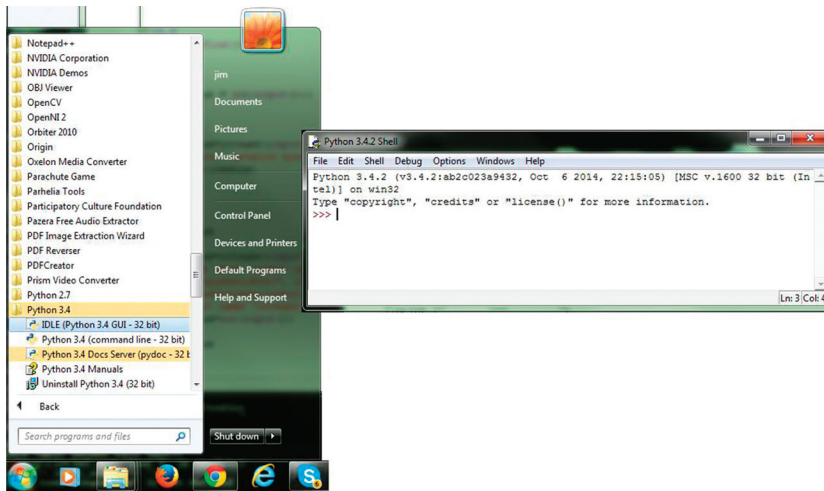 Notepad++
NVIDIA Corporation
NVIDIA Demos
OBJ Viewer
OpenCV
OpenNI 2
Orbiter 2010
Origin
Oxelon Media Converter
Parachute Game
Parhelia Tools
Participatory Culture Foundation
Pazera Free Audio Extractor
PDF Image Extraction Wizard
PDF Reverser
PDFCreator
Prism Video Converter
Python 2.7
Python 3.4
IDLE (Python 3.4 GUI - 32 bit)
Python 3.4 (command line - 32 bit)
Python 3.4 Docs Server (pydoc - 32 b
Python 3.4 Manuals
Uninstall Python 3.4 (32 bit)
Back
Search programs and files
jim
Documents
Pictures
Music
Computer
Control Panel
Devices and Printers
Default Programs
Help and Support
Shut down
Python 3.4.2 Shell
File Edit Shell Debug Options Windows Help
Python 3.4.2 (v3.4.2:ab2c023a9432, Oct 6 2014, 22:15:05) [MSC v.1600 32 bit (In
tel)] on win32
Type "copyright", "credits" or "license()" for more information.
>>>
Ln: 3 Col: 4